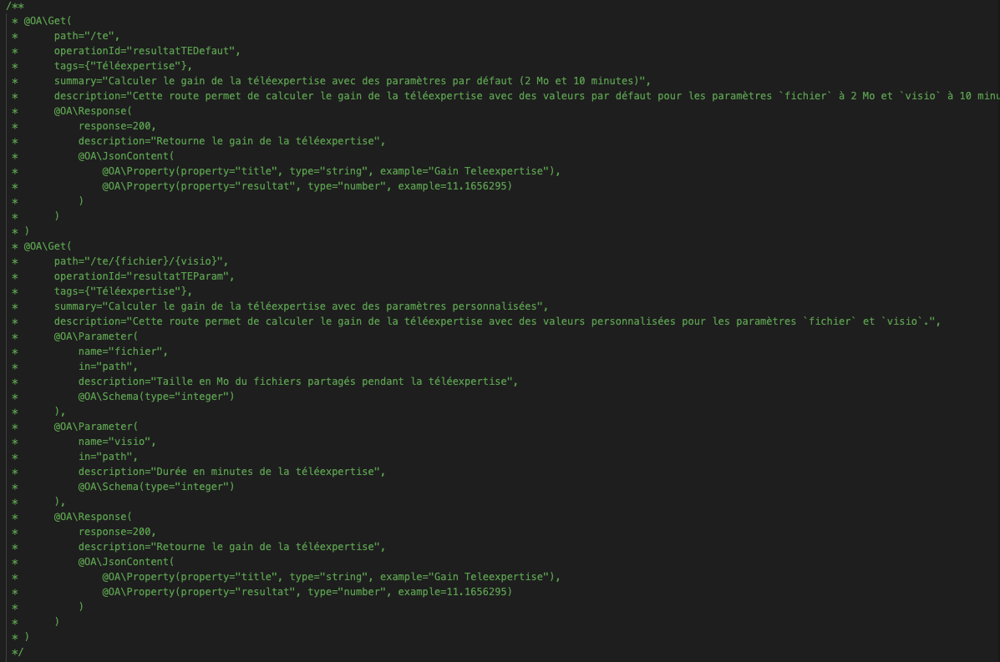 /**
 * @OA\Get(
 *      path="/te",
 *      operationId="resultatTEDefaut",
 *      tags={"Téléexpertise"},
 *      summary="Calculer le gain de la téléexpertise avec des paramètres par défaut (2 Mo et 10 minutes)",
 *      description="Cette route permet de calculer le gain de la téléexpertise avec des valeurs par défaut pour les paramètres `fichier` à 2 Mo et `visio` à 10 minu
 *      @OA\Response(
 *          response=200,
 *          description="Retourne le gain de la téléexpertise",
 *          @OA\JsonContent(
 *              @OA\Property(property="title", type="string", example="Gain Teleexpertise"),
 *              @OA\Property(property="resultat", type="number", example=11.1656295)
 *          )
 *      )
 * )
 * @OA\Get(
 *      path="/te/{fichier}/{visio}",
 *      operationId="resultatTEParam",
 *      tags={"Téléexpertise"},
 *      summary="Calculer le gain de la téléexpertise avec des paramètres personnalisées",
 *      description="Cette route permet de calculer le gain de la téléexpertise avec des valeurs personnalisées pour les paramètres `fichier` et `visio`.",
 *      @OA\Parameter(
 *          name="fichier",
 *          in="path",
 *          description="Taille en Mo du fichiers partagés pendant la téléexpertise",
 *          @OA\Schema(type="integer")
 *      ),
 *      @OA\Parameter(
 *          name="visio",
 *          in="path",
 *          description="Durée en minutes de la téléexpertise",
 *          @OA\Schema(type="integer")
 *      ),
 *      @OA\Response(
 *          response=200,
 *          description="Retourne le gain de la téléexpertise",
 *          @OA\JsonContent(
 *              @OA\Property(property="title", type="string", example="Gain Teleexpertise"),
 *              @OA\Property(property="resultat", type="number", example=11.1656295)
 *          )
 *      )
 * )
 */